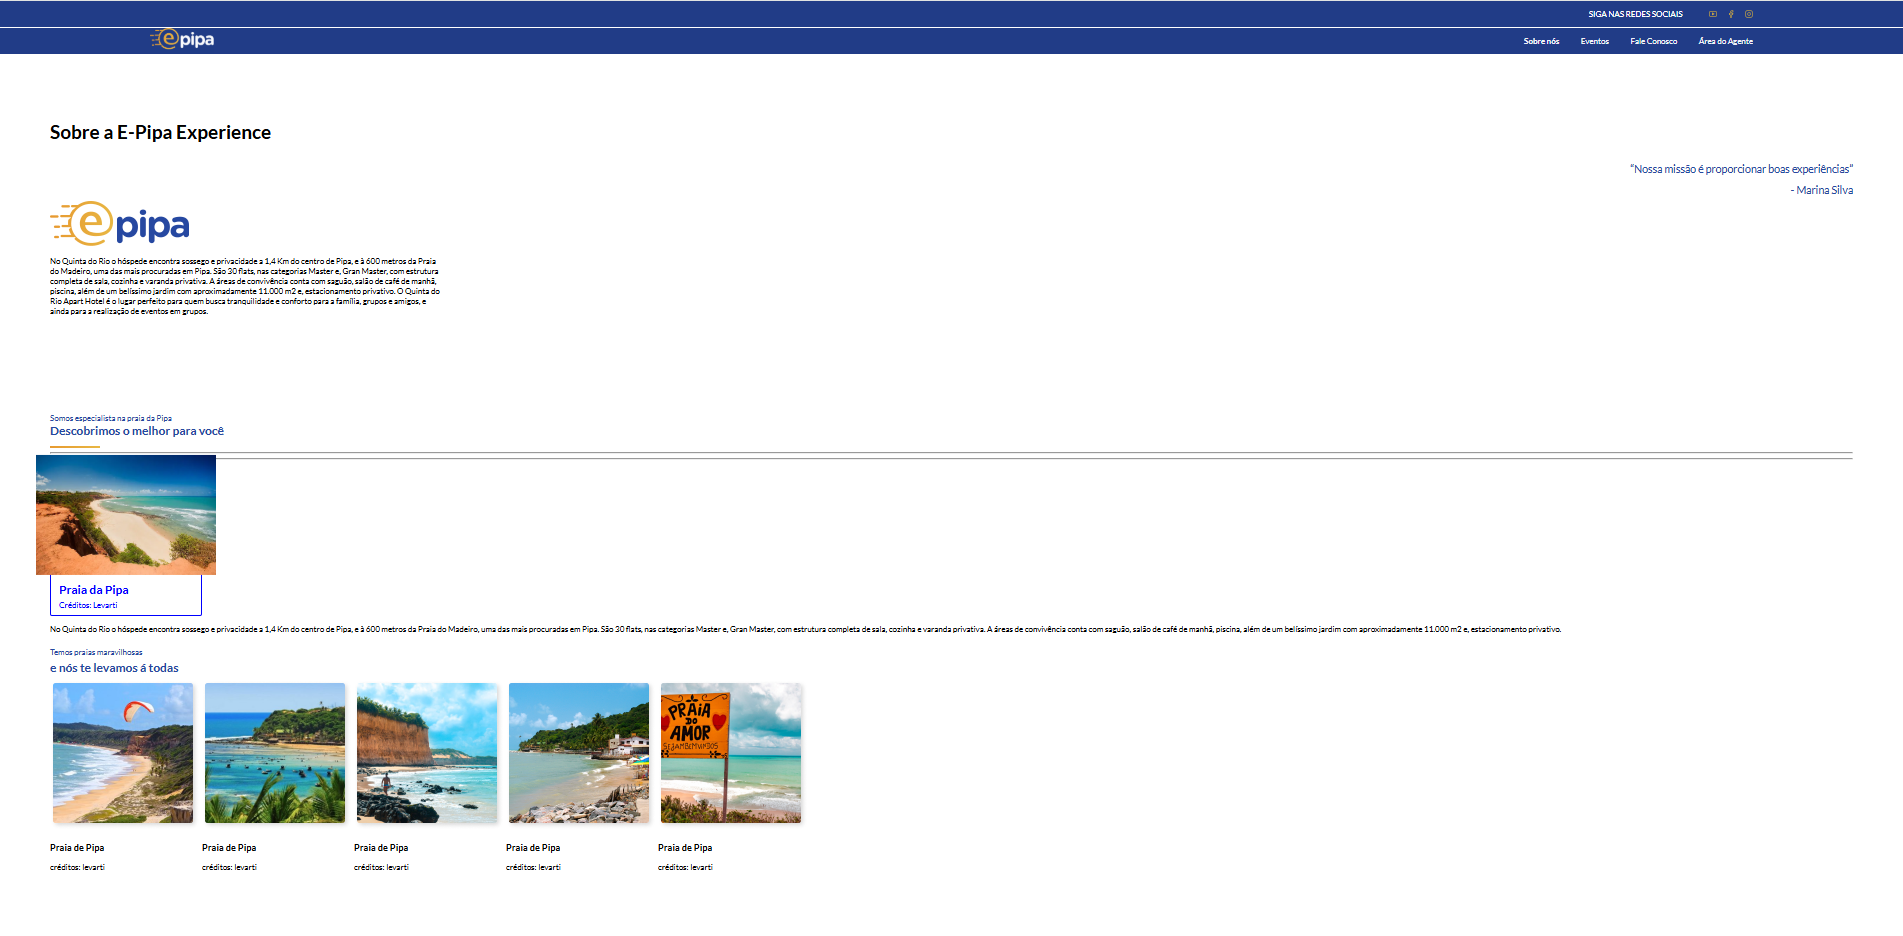 SIGA NAS REDES SOCIAIS
epipa
Sobre nós Eventos Fale Conosco Área do Agente
Sobre a E-Pipa Experience
“Nossa missão é proporcionar boas experiências”
- Marina Silva
epipa
No Quinta do Rio o hóspede encontra sossego e privacidade a 1,4 Km do centro de Pipa, e à 600 metros da Praia
do Madeiro, uma das mais procuradas em Pipa. São 30 flats, nas categorias Master e, Gran Master, com estrutura
completa de sala, cozinha e varanda privativa. A áreas de convivência conta com saguão, salão de café de manhã,
piscina, além de um belíssimo jardim com aproximadamente 11.000 m2 e, estacionamento privativo. O Quinta do
Rio Apart Hotel é o lugar perfeito para quem busca tranquilidade e conforto para a família, grupos e amigos, e
ainda para a realização de eventos em grupos.
Somos especialista na praia da Pipa
Descobrimos o melhor para você
Praia da Pipa
Créditos: Levarti
No Quinta do Rio o hóspede encontra sossego e privacidade a 1,4 Km do centro de Pipa, e à 600 metros da Praia do Madeiro, uma das mais procuradas em Pipa. São 30 flats, nas categorias Master e, Gran Master, com estrutura completa de sala, cozinha e varanda privativa. A áreas de convivência conta com saguão, salão de café de manhã, piscina, além de um belíssimo jardim com aproximadamente 11.000 m2 e, estacionamento privativo.
Temos praias maravilhosas
e nós te levamos á todas
PRAiA
DO
AMOR
SEJAM BEM VINDOS
Praia de Pipa Praia de Pipa Praia de Pipa Praia de Pipa Praia de Pipa
créditos: levarti créditos: levarti créditos: levarti créditos: levarti créditos: levarti